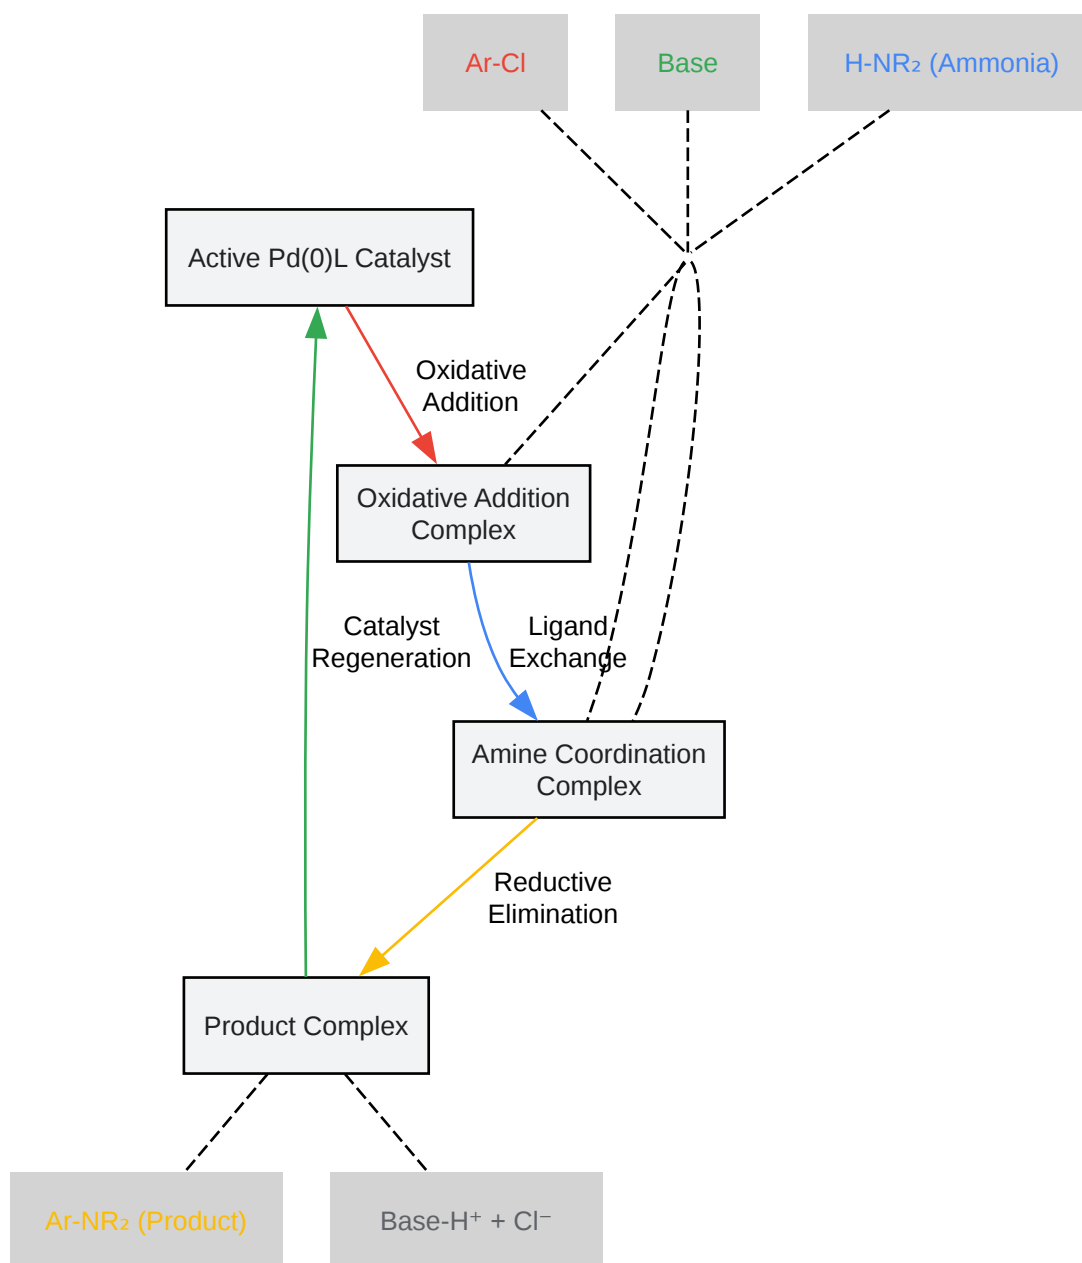 Ar-Cl
Base
H-NR₂ (Ammonia)
Active Pd(0)L Catalyst
Oxidative
Addition
Oxidative Addition
Complex
Catalyst
Regeneration
Ligand
Exchange
Amine Coordination
Complex
Reductive
Elimination
Product Complex
Ar-NR₂ (Product)
Base-H⁺ + Cl⁻